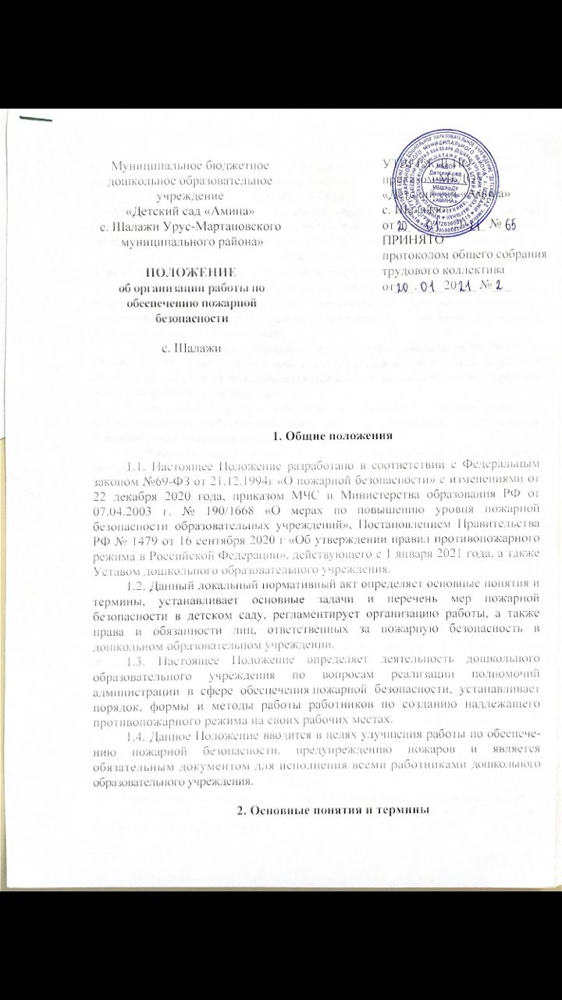 Муниципальное бюджетное
дошкольное образовательное
учреждение
«Детский сад «Амина»
с. Шалажи Урус-Мартановского
муниципального района»
ПОЛОЖЕНИЕ
об организации работы по
обеспечению пожарной
безопасности
с. Шалажи
«Амина»
с.
от 20 01 21 № 65
ПРИНЯТО
протоколом общего собрания
трудового коллектива
от 20 . 01 2021 № 2
МБДОУ
Детский сад
«АМИНА»
МБШХЬДУ
«АМИНА»
1. Общие положения
1.1. Настоящее Положение разработано в соответствии с Федеральным
законом №69-ФЗ от 21.12.1994г «О пожарной безопасности» с изменениями от
22 декабря 2020 года, приказом МЧС и Министерства образования РФ от
07.04.2003 г. № 190/1668 «О мерах по повышению уровня пожарной
безопасности образовательных учреждений», Постановлением Правительства
РФ № 1479 от 16 сентября 2020 г «Об утверждении правил противопожарного
режима в Российской Федерации», действующего с 1 января 2021 года, а также
Уставом дошкольного образовательного учреждения.
1.2. Данный локальный нормативный акт определяет основные понятия и
термины, устанавливает основные задачи и перечень мер пожарной
безопасности в детском саду, регламентирует организацию работы, а также
права и обязанности лиц, ответственных за пожарную безопасность в
дошкольном образовательном учреждении.
1.3. Настоящее Положение определяет деятельность дошкольного
образовательного учреждения по вопросам реализации полномочий
администрации в сфере обеспечения пожарной безопасности, устанавливает
порядок, формы и методы работы работников по созданию надлежащего
противопожарного режима на своих рабочих местах.
1.4. Данное Положение вводится в целях улучшения работы по обеспече-
нию пожарной безопасности, предупреждению пожаров и является
обязательным документом для исполнения всеми работниками дошкольного
образовательного учреждения.
2. Основные понятия и термины